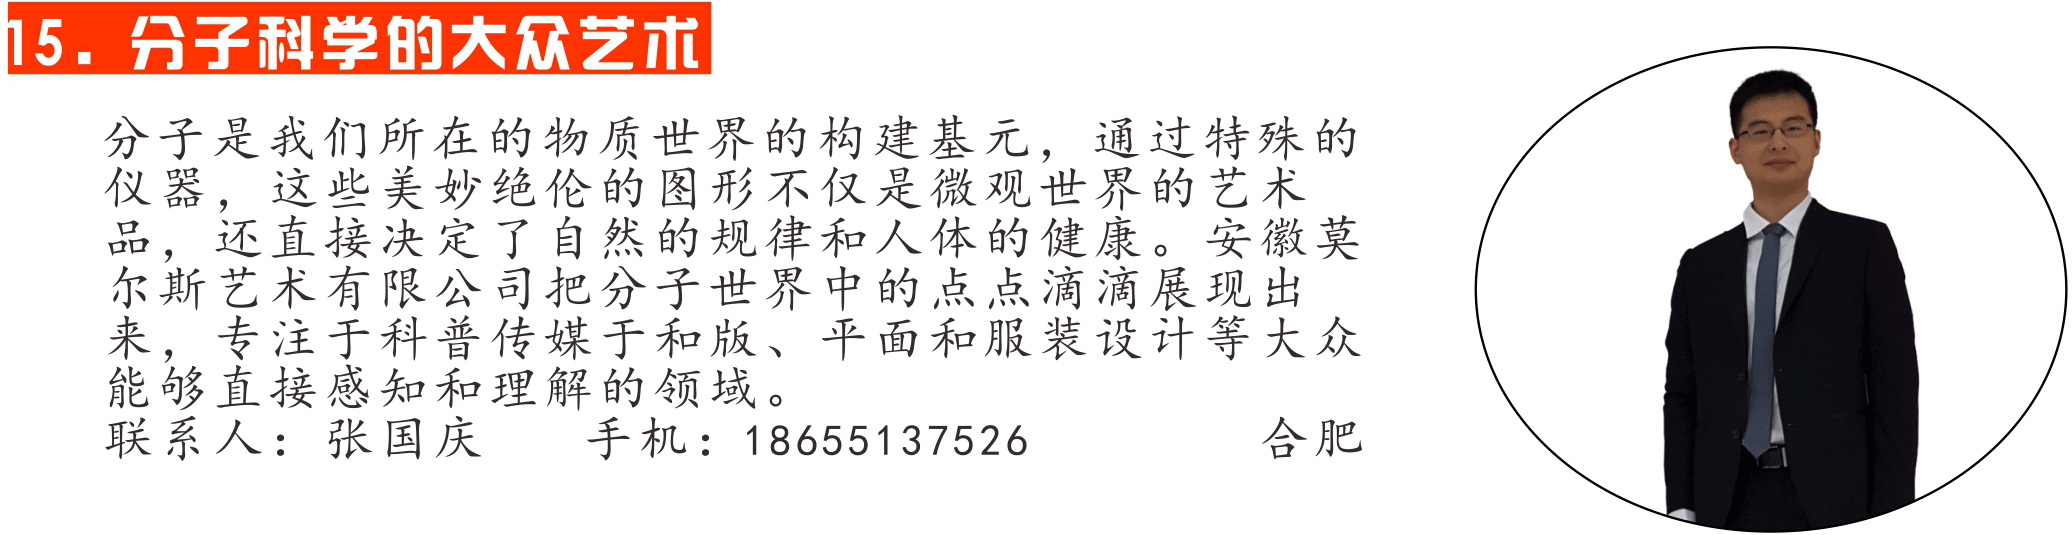 15. 分子科学的大众艺术
分子是我们所在的物质世界的构建基元，通过特殊的
仪器，这些美妙绝伦的图形不仅是微观世界的艺术
品，还直接决定了自然的规律和人体的健康。安徽莫
尔斯艺术有限公司把分子世界中的点点滴滴展现出
来，专注于科普传媒于和版、平面和服装设计等大众
能够直接感知和理解的领域。
联系人：张国庆 手机：18655137526 合肥